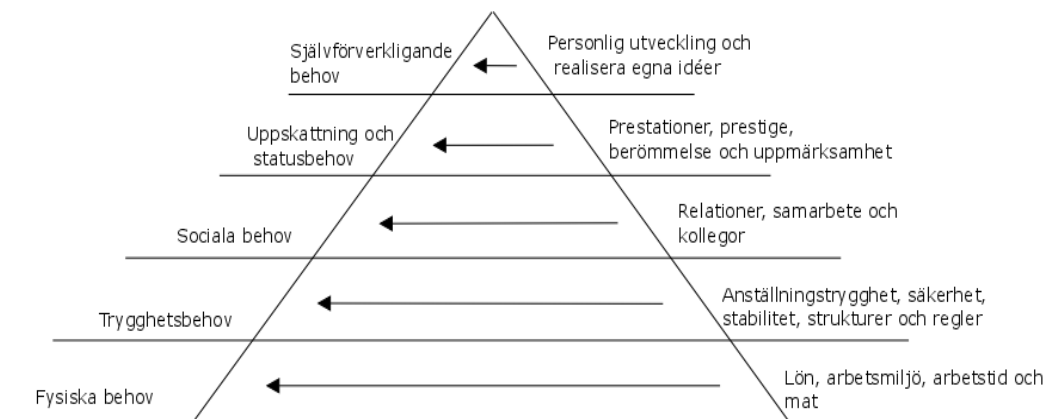 Självförverkligande
behov
Personlig utveckling och
realisera egna idéer
Uppskattning och
statusbehov
Prestationer, prestige,
berömmelse och uppmärksamhet
Sociala behov
Relationer, samarbete och
kollegor
Trygghetsbehov
Anställningstrygghet, säkerhet,
stabilitet, strukturer och regler
Fysiska behov
Lön, arbetsmiljö, arbetstid och
mat